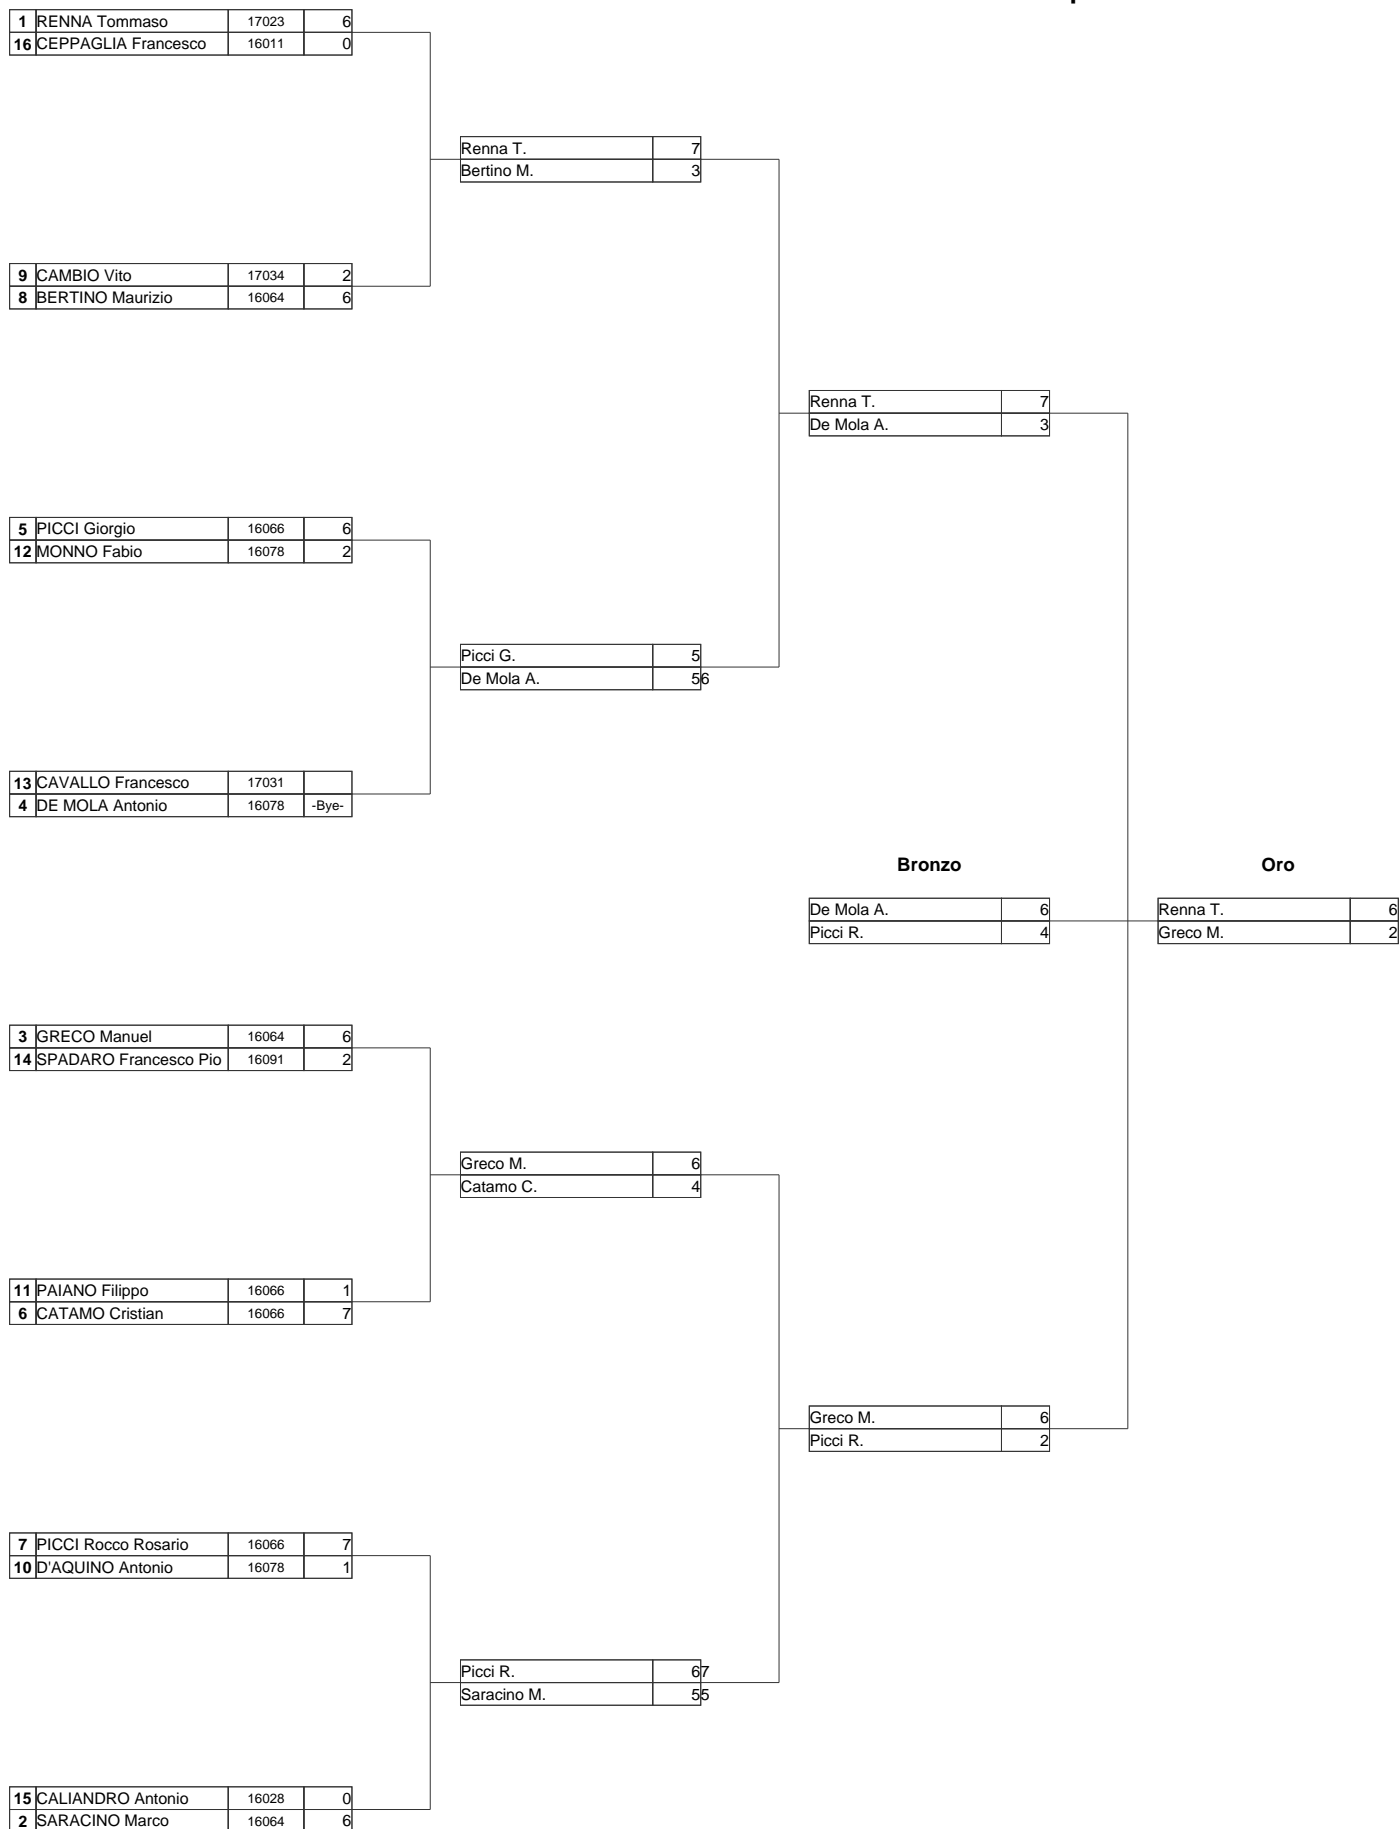 1 RENNA Tommaso 17023 6
16 CEPPAGLIA Francesco 16011 0
Renna T. 7
Bertino M. 3
9 CAMBIO Vito 17034 2
8 BERTINO Maurizio 16064 6
Renna T. 7
De Mola A. 3
5 PICCI Giorgio 16066 6
12 MONNO Fabio 16078 2
Picci G. 5
De Mola A. 56
13 CAVALLO Francesco 17031
4 DE MOLA Antonio 16078 -Bye-
Bronzo Oro
De Mola A. 6 Renna T. 6
Picci R. 4 Greco M. 2
3 GRECO Manuel 16064 6
14 SPADARO Francesco Pio 16091 2
Greco M. 6
Catamo C. 4
11 PAIANO Filippo 16066 1
6 CATAMO Cristian 16066 7
Greco M. 6
Picci R. 2
7 PICCI Rocco Rosario 16066 7
10 D'AQUINO Antonio 16078 1
Picci R. 67
Saracino M. 55
15 CALIANDRO Antonio 16028 0
2 SARACINO Marco 16064 6